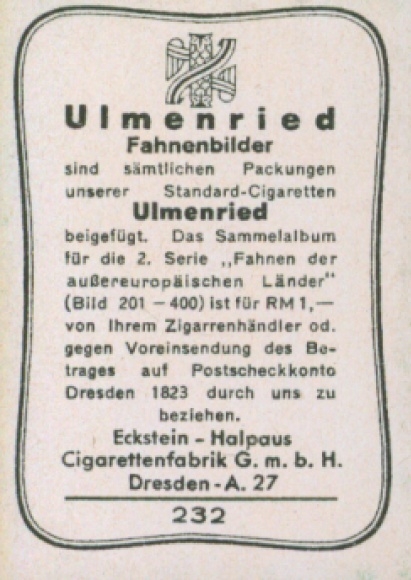 Ulmenried
Fahnenbilder
sind sämtlichen Packungen
unserer Standard-Cigaretten
Ulmenried
beigefügt. Das Sammelalbum
für die 2. Serie „Fahnen der
außereuropäischen Länder"
(Bild 201 – 400) ist für RM 1,—
von Ihrem Zigarrenhändler od.
gegen Voreinsendung des Be-
trages auf Postscheckkonto
Dresden 1823 durch uns zu
beziehen.
Eckstein - Halpaus
Cigarettenfabrik G. m. b. H.
Dresden - A. 27
232